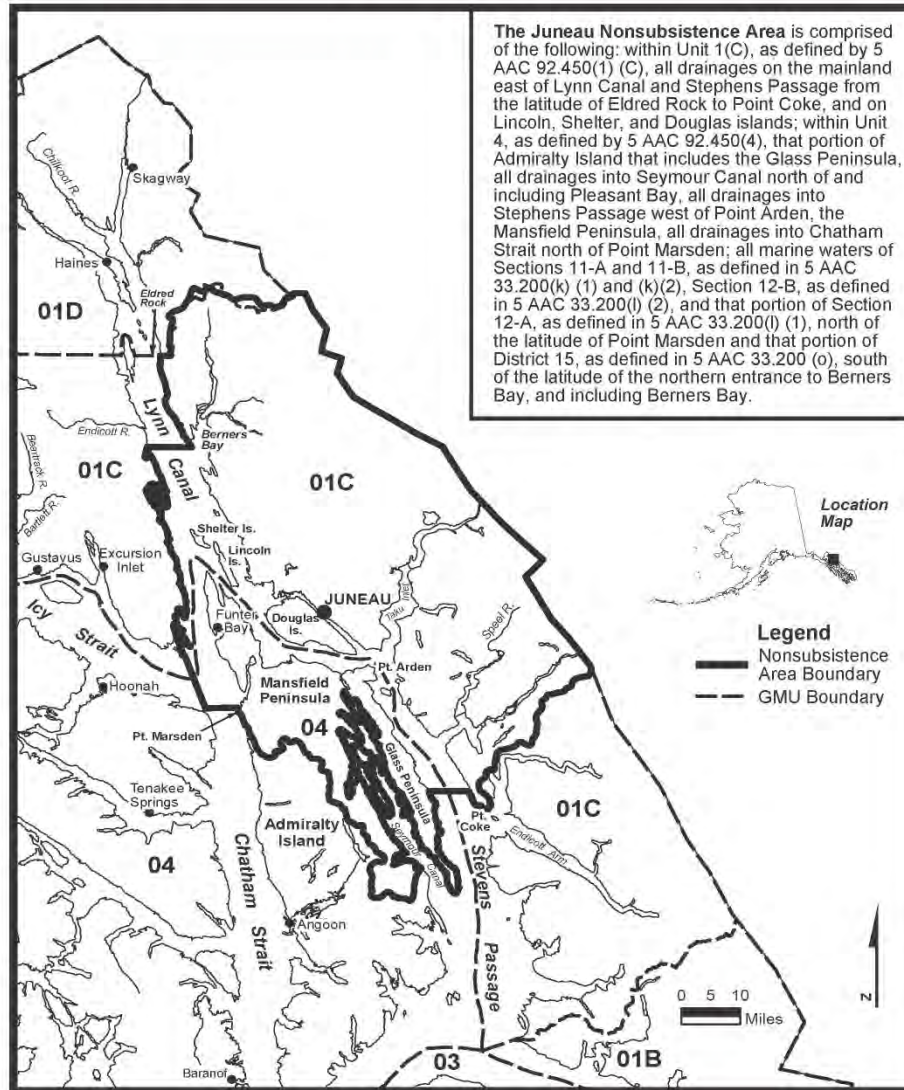 The Juneau Nonsubsistence Area is comprised
of the following: within Unit 1(C), as defined by 5
AAC 92.450(1) (C), all drainages on the mainland
east of Lynn Canal and Stephens Passage from
the latitude of Eldred Rock to Point Coke, and on
Lincoln, Shelter, and Douglas islands; within Unit
4, as defined by 5 AAC 92.450(4), that portion of
Admiralty Island that includes the Glass Peninsula,
all drainages into Seymour Canal north of and
including Pleasant Bay, all drainages into
Stephens Passage west of Point Arden, the
Mansfield Peninsula, all drainages into Chatham
Strait north of Point Marsden; all marine waters of
Sections 11-A and 11-B, as defined in 5 AAC
33.200(k) (1) and (k)(2), Section 12-B, as defined
in 5 AAC 33.200(l) (2), and that portion of Section
12-A, as defined in 5 AAC 33.200(l) (1), north of
the latitude of Point Marsden and that portion of
District 15, as defined in 5 AAC 33.200 (o), south
of the latitude of the northern entrance to Berners
Bay, and including Berners Bay.
Chilkoot R.
Skagway
Haines
Eldred
Rock
01D
Lynn
Canal
Endicott R.
Berners
Bay
Beartrack R.
01C
01C
Bartlett R.
Shelter Is.
Gustavus
Excursion
Inlet
Lincoln
Is.
JUNEAU
Taku Inlet
Speel R.
Icy
Strait
Funter
Bay
Douglas
Is.
Pt. Arden
Hoonah
Mansfield
Peninsula
Pt. Marsden
04
Glass Peninsula
Tenakee
Springs
Admiralty
Island
Seymour Canal
Pt.
Coke
01C
Endicott Arm
04
Chatham
Strait
Stevens
Passage
Angoon
Baranof
03
01B
Location
Map
Legend
Nonsubsistence
Area Boundary
GMU Boundary
N
0 5 10
Miles